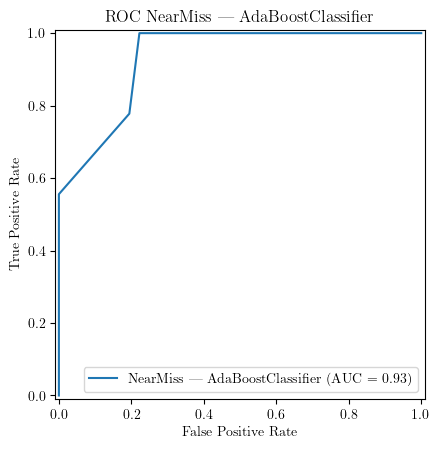 ROC NearMiss — AdaBoostClassifier
1.0
0.8
0.6
0.4
0.2
0.0
True Positive Rate
NearMiss — AdaBoostClassifier (AUC = 0.93)
0.0 0.2 0.4 0.6 0.8 1.0
False Positive Rate